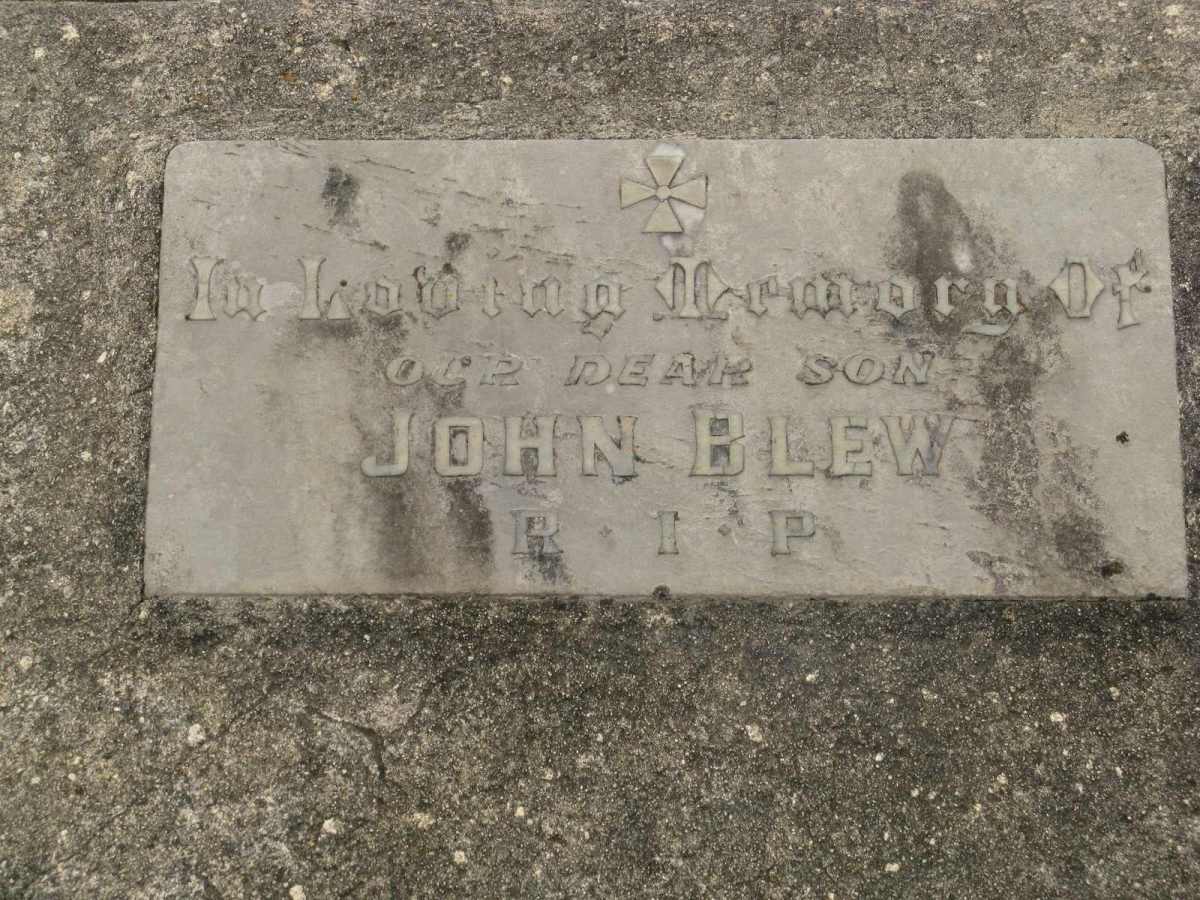 In Loving Memory Of
OUR DEAR SON
JOHN BLEW
R·I·P